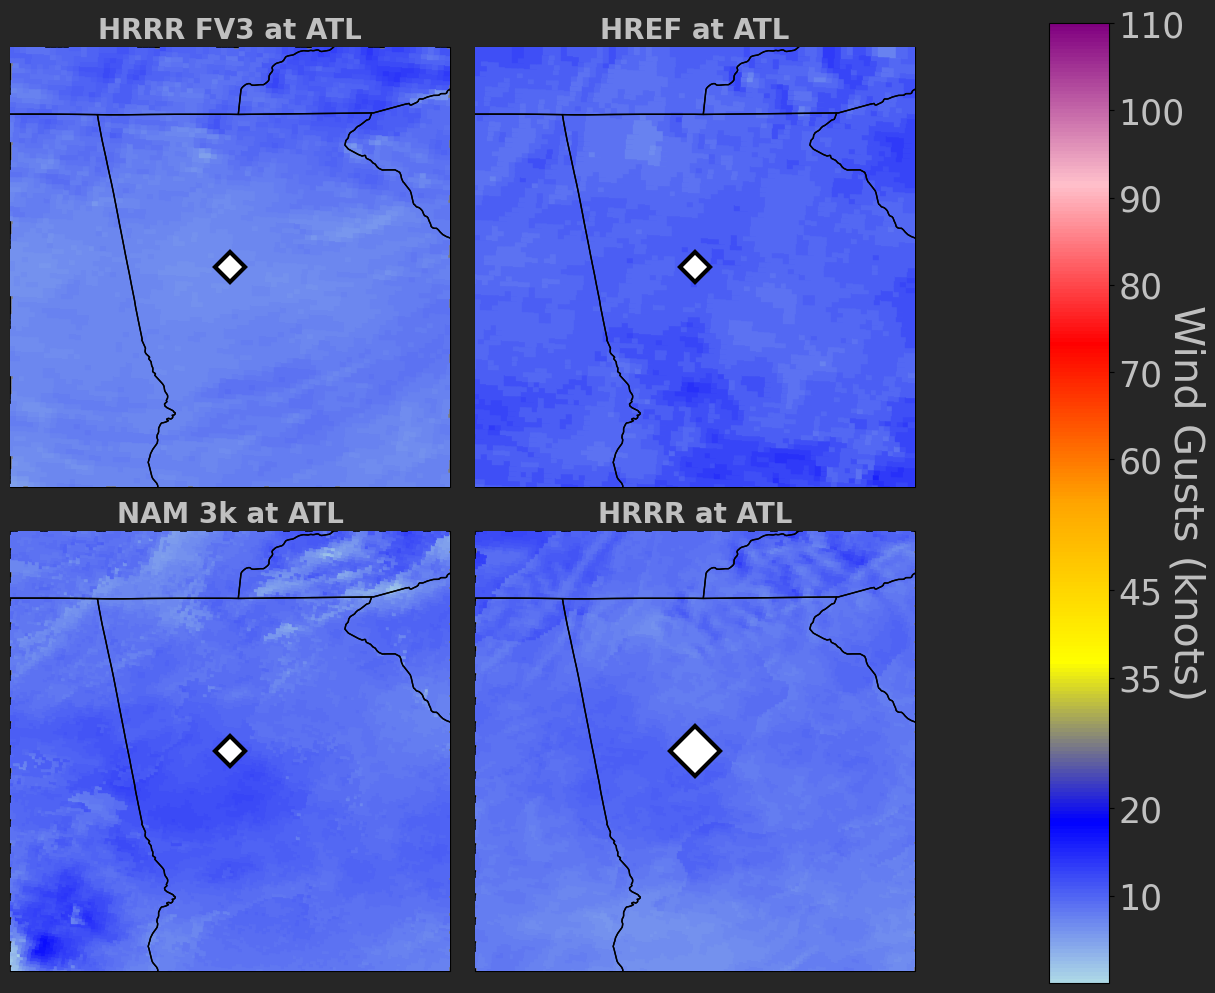 HRRR FV3 at ATL
HREF at ATL
NAM 3k at ATL
HRRR at ATL
110
100
90
80
70
60
45
35
20
10
Wind Gusts (knots)